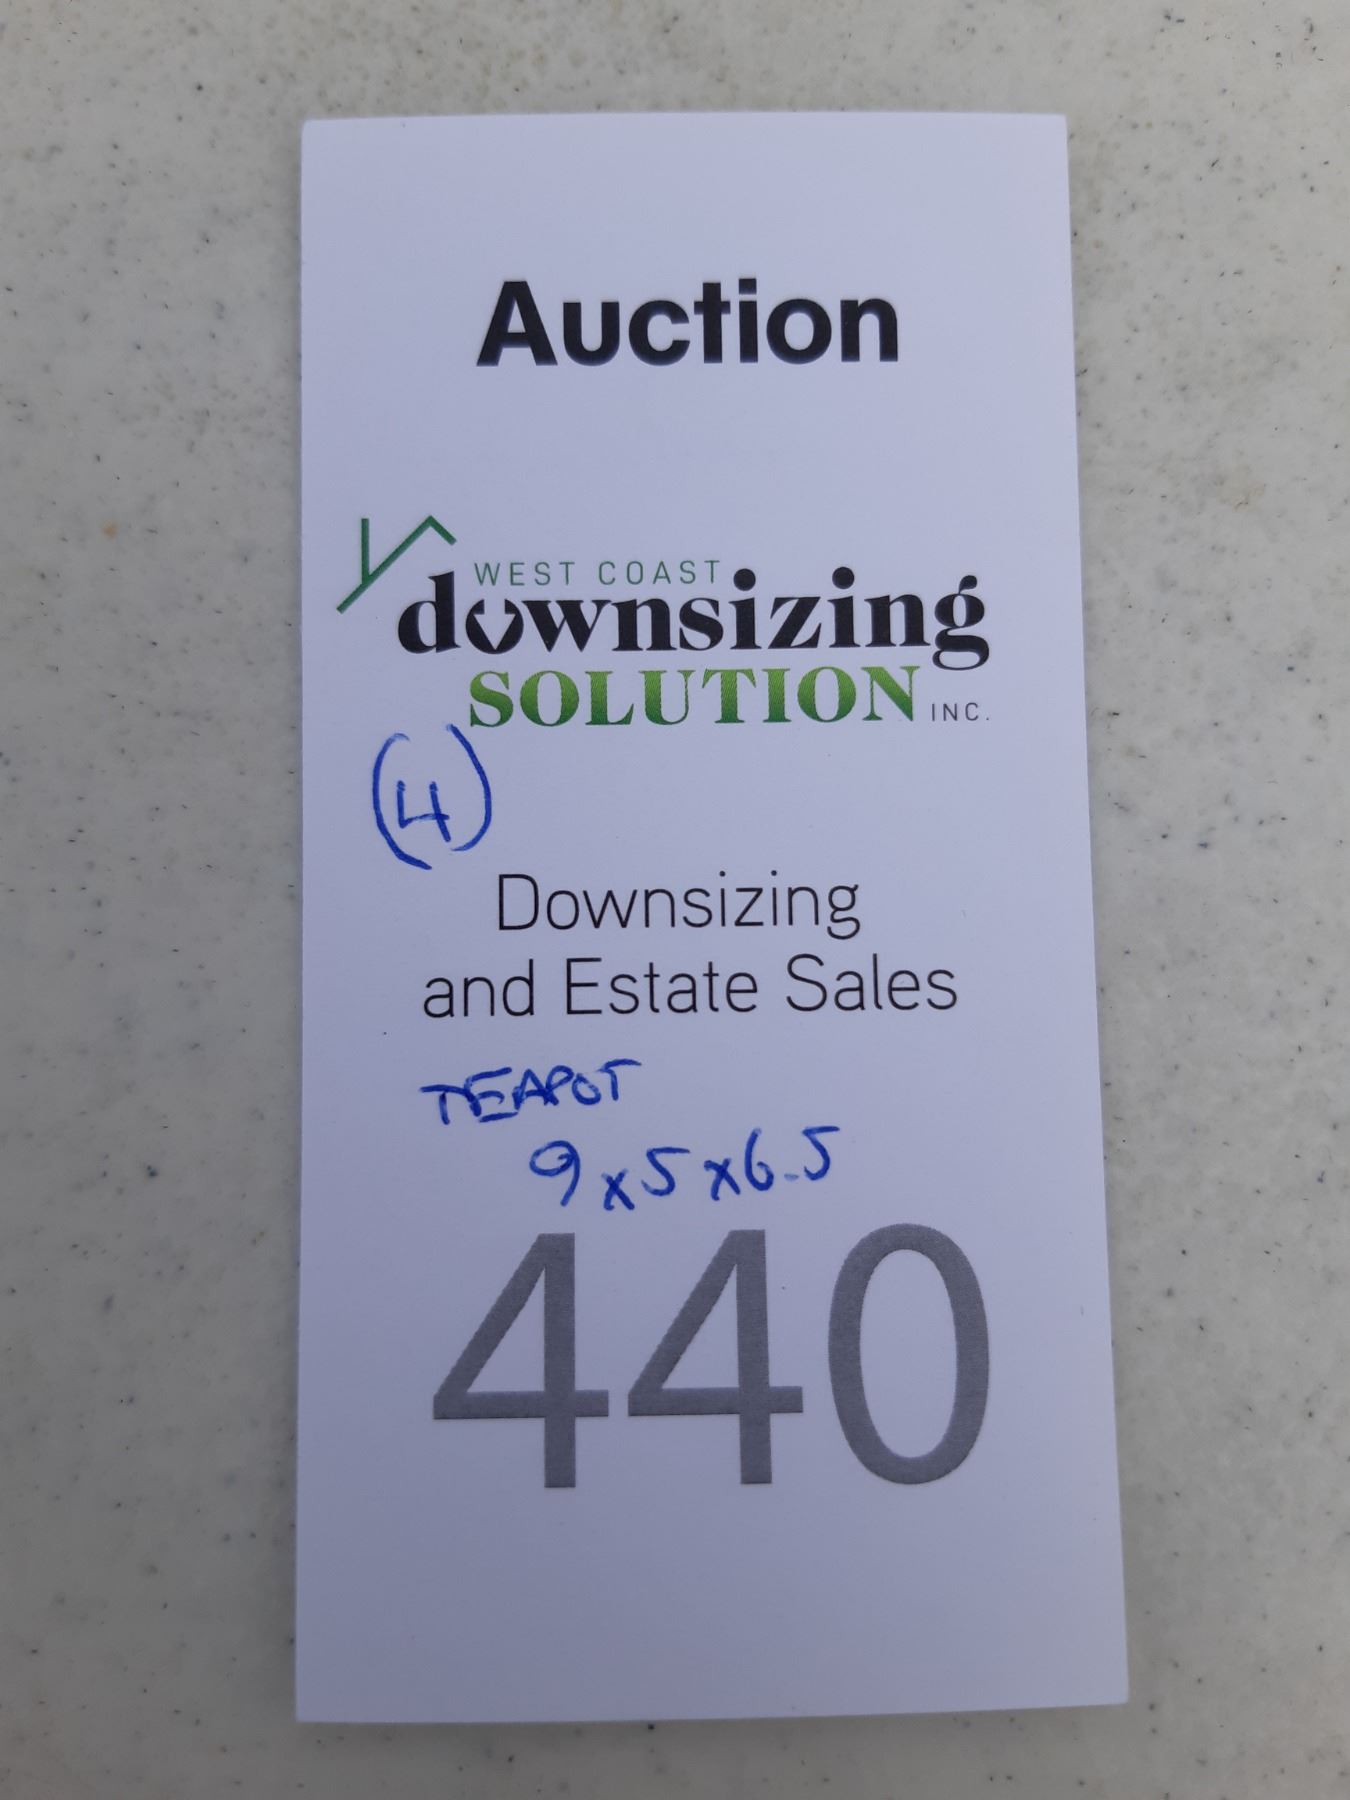 Auction
WEST COAST
downsizing
SOLUTION INC.
(4)
Downsizing
and Estate Sales
TEAPOT
9x5x6.5
440